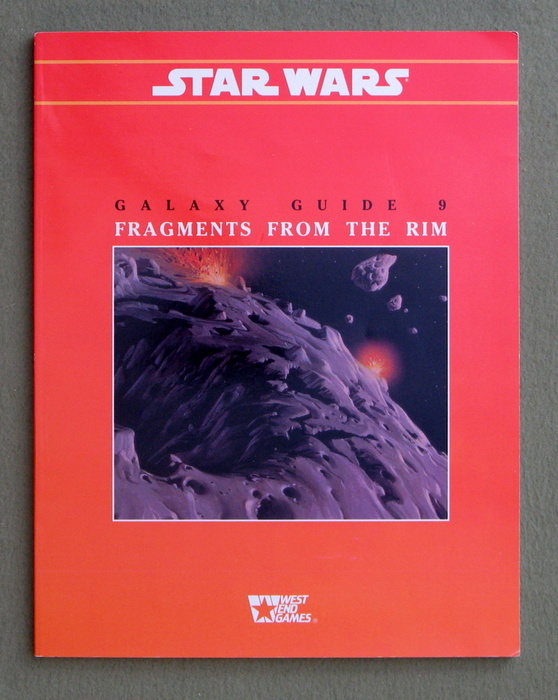 STAR WARS®
GALAXY GUIDE 9
FRAGMENTS FROM THE RIM
WEST
END
GAMES®